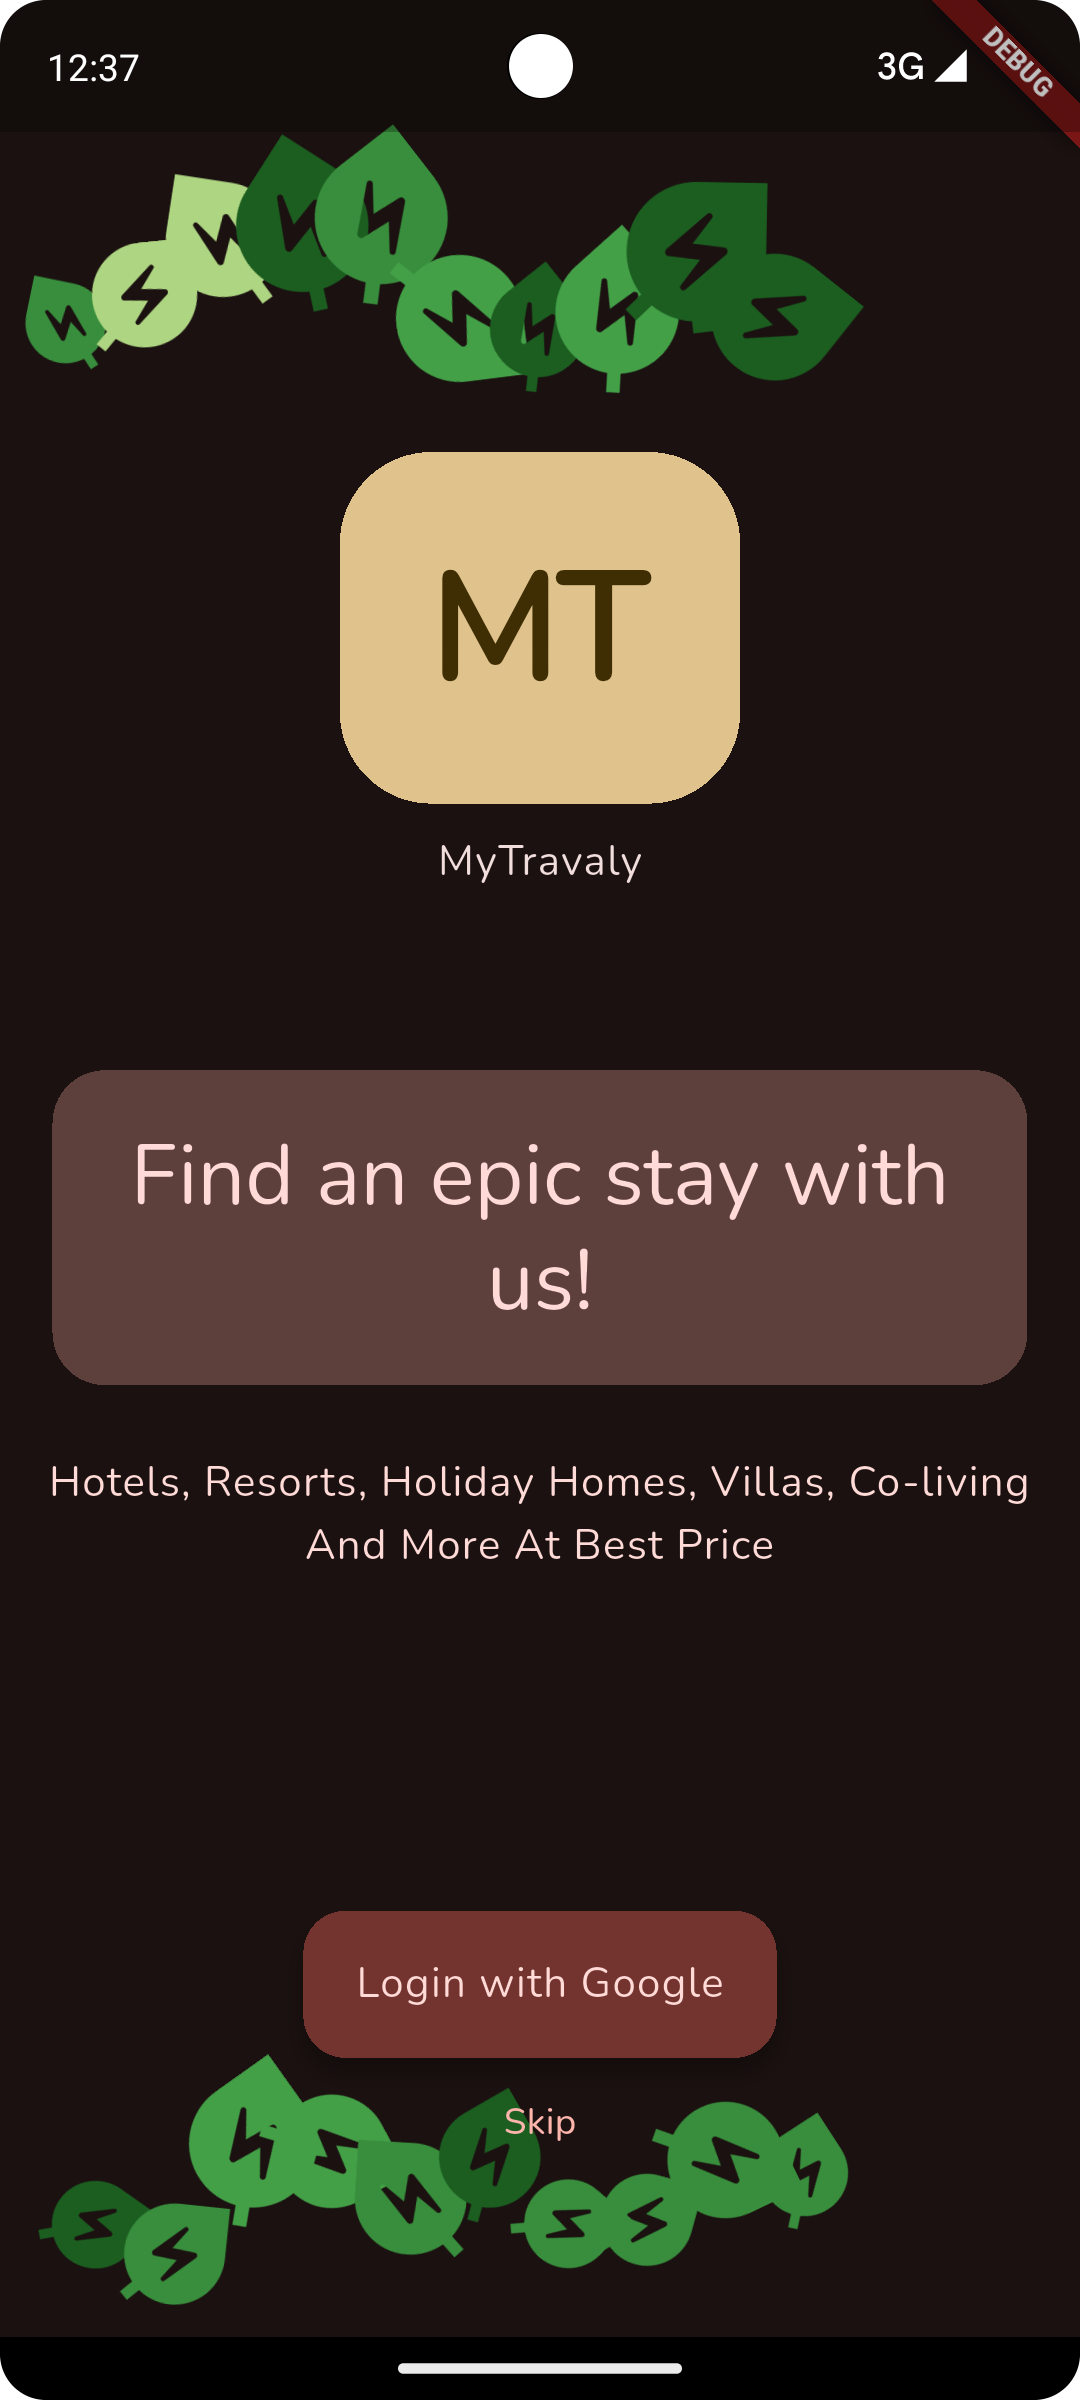 12:37
3G
DEBUG
MT
MyTravaly
Find an epic stay with
us!
Hotels, Resorts, Holiday Homes, Villas, Co-living
And More At Best Price
Login with Google
Skip